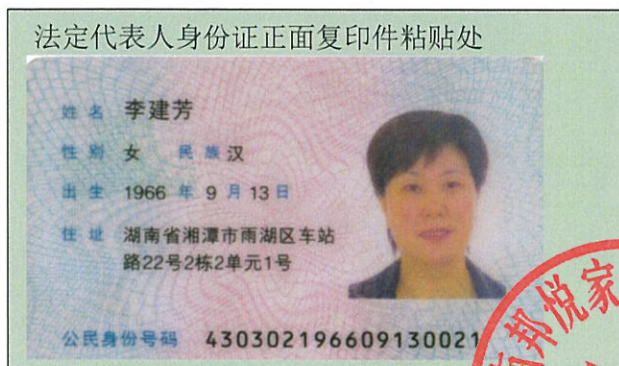 法定代表人身份证正面复印件粘贴处
姓名 李建芳
性别 女 民族 汉
出生 1966 年 9 月 13 日
住址 湖南省湘潭市雨湖区车站
路22号2栋2单元1号
公民身份号码 430302196609130021
邦悦家